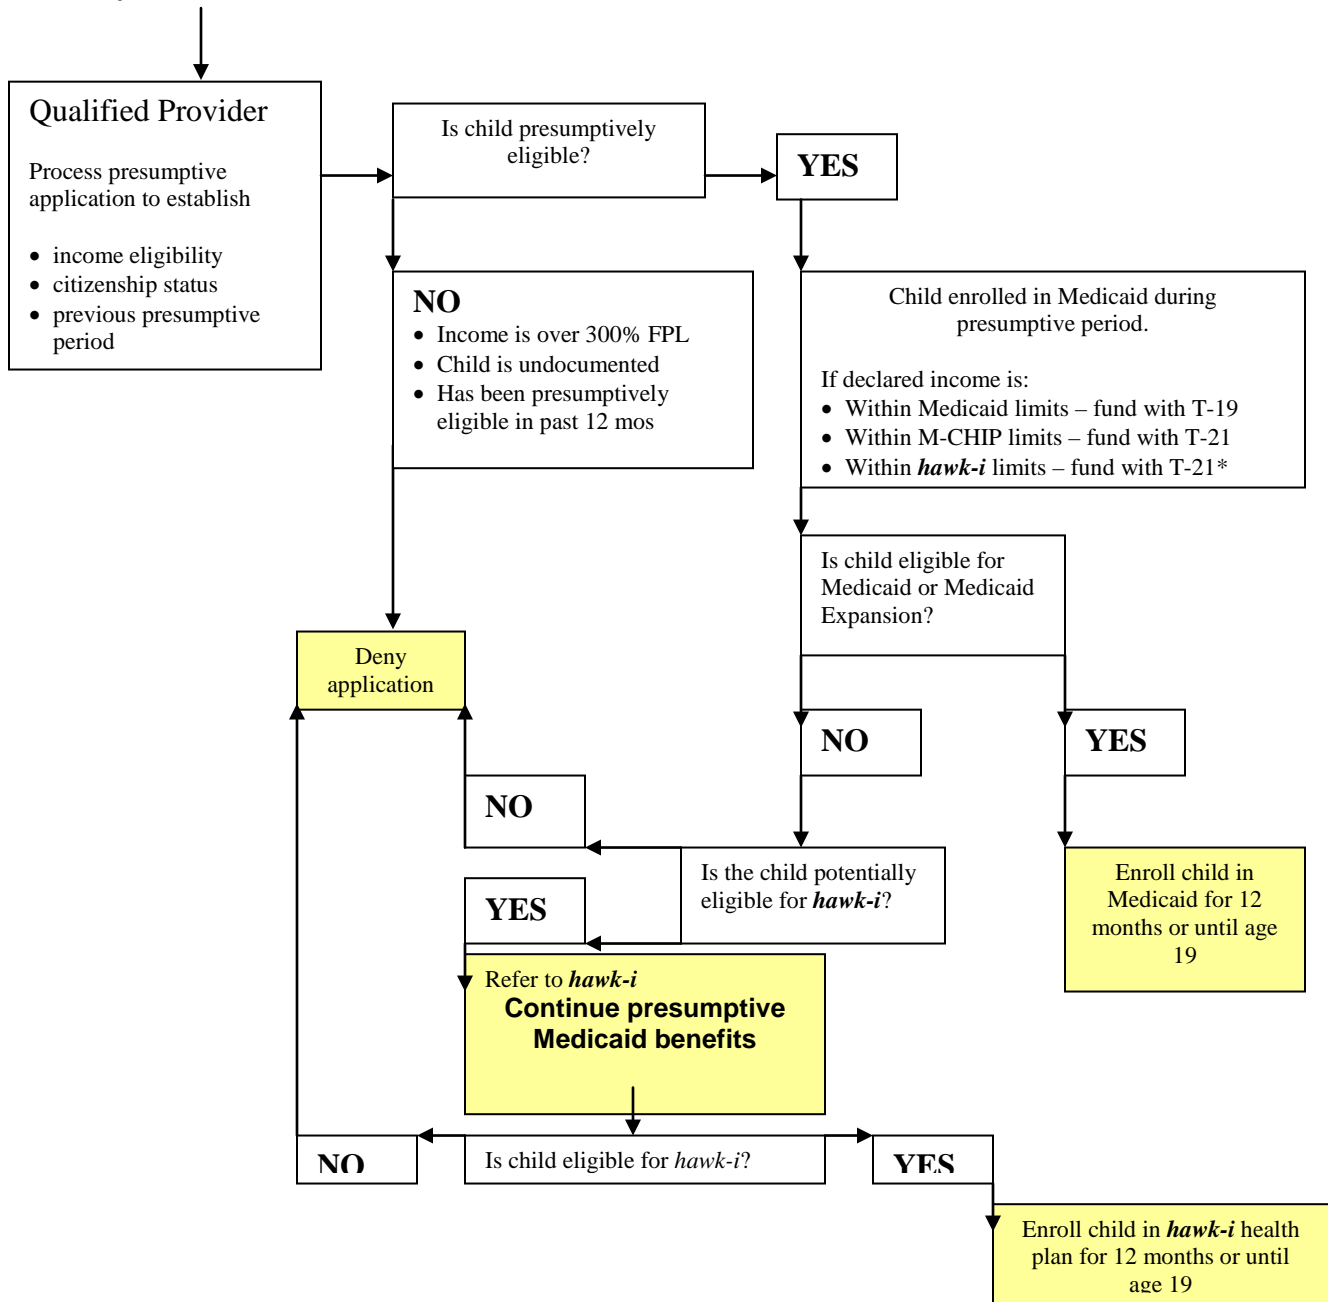 Qualified Provider
Process presumptive
application to establish
• income eligibility
• citizenship status
• previous presumptive
period
Is child presumptively
eligible?
YES
NO
• Income is over 300% FPL
• Child is undocumented
• Has been presumptively
eligible in past 12 mos
Child enrolled in Medicaid during
presumptive period.
If declared income is:
• Within Medicaid limits – fund with T-19
• Within M-CHIP limits – fund with T-21
• Within hawk-i limits – fund with T-21*
Is child eligible for
Medicaid or Medicaid
Expansion?
Deny
application
NO
YES
NO
Is the child potentially
eligible for hawk-i?
YES
Enroll child in
Medicaid for 12
months or until age
19
Refer to hawk-i
Continue presumptive
Medicaid benefits
NO
Is child eligible for hawk-i?
YES
Enroll child in hawk-i health
plan for 12 months or until
age 19